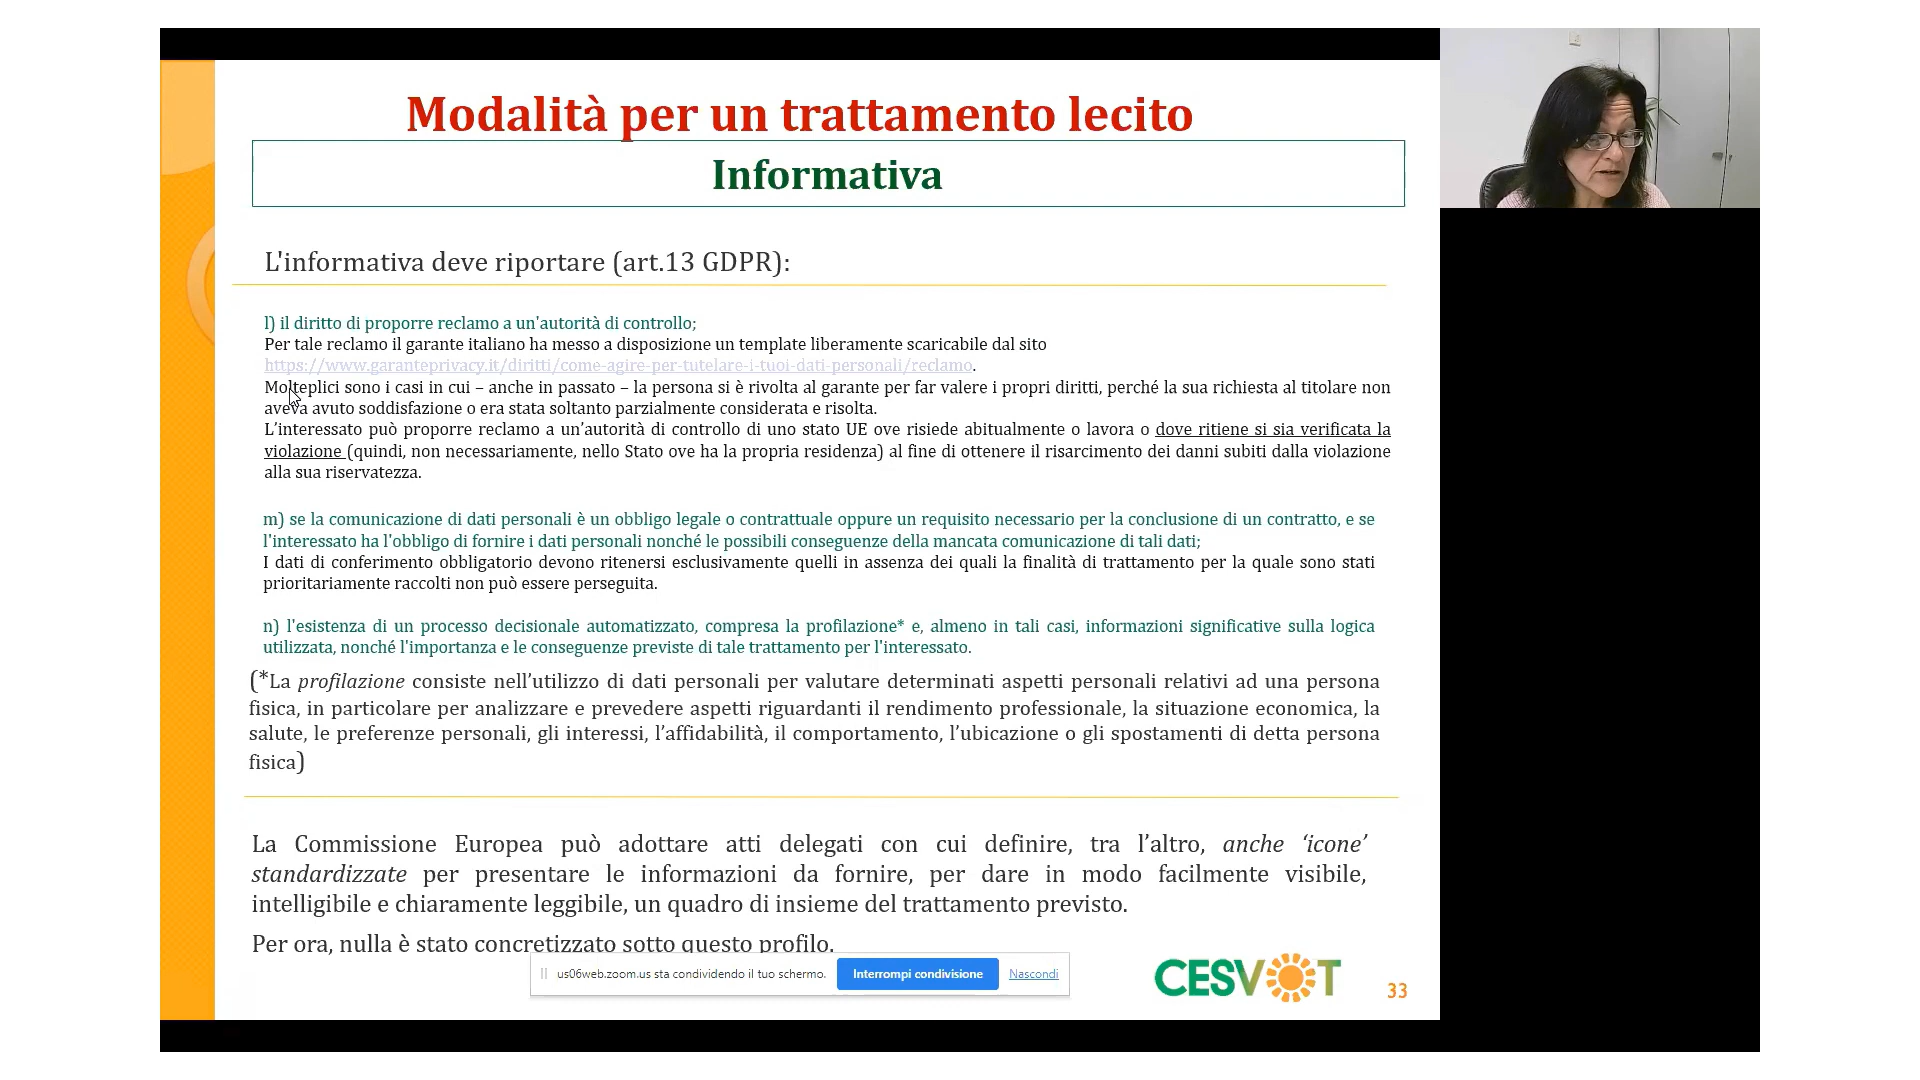 Modalità per un trattamento lecito
Informativa
L'informativa deve riportare (art.13 GDPR):
l) il diritto di proporre reclamo a un'autorità di controllo;
Per tale reclamo il garante italiano ha messo a disposizione un template liberamente scaricabile dal sito
https://www.garanteprivacy.it/diritti/come-agire-per-tutelare-i-tuoi-dati-personali/reclamo.
Molteplici sono i casi in cui – anche in passato – la persona si è rivolta al garante per far valere i propri diritti, perché la sua richiesta al titolare non
aveva avuto soddisfazione o era stata soltanto parzialmente considerata e risolta.
L’interessato può proporre reclamo a un’autorità di controllo di uno stato UE ove risiede abitualmente o lavora o dove ritiene si sia verificata la
violazione (quindi, non necessariamente, nello Stato ove ha la propria residenza) al fine di ottenere il risarcimento dei danni subiti dalla violazione
alla sua riservatezza.
m) se la comunicazione di dati personali è un obbligo legale o contrattuale oppure un requisito necessario per la conclusione di un contratto, e se
l'interessato ha l'obbligo di fornire i dati personali nonché le possibili conseguenze della mancata comunicazione di tali dati;
I dati di conferimento obbligatorio devono ritenersi esclusivamente quelli in assenza dei quali la finalità di trattamento per la quale sono stati
prioritariamente raccolti non può essere perseguita.
n) l'esistenza di un processo decisionale automatizzato, compresa la profilazione* e, almeno in tali casi, informazioni significative sulla logica
utilizzata, nonché l'importanza e le conseguenze previste di tale trattamento per l'interessato.
(*La profilazione consiste nell’utilizzo di dati personali per valutare determinati aspetti personali relativi ad una persona
fisica, in particolare per analizzare e prevedere aspetti riguardanti il rendimento professionale, la situazione economica, la
salute, le preferenze personali, gli interessi, l’affidabilità, il comportamento, l’ubicazione o gli spostamenti di detta persona
fisica)
La Commissione Europea può adottare atti delegati con cui definire, tra l’altro, anche ‘icone’
standardizzate per presentare le informazioni da fornire, per dare in modo facilmente visibile,
intelligibile e chiaramente leggibile, un quadro di insieme del trattamento previsto.
Per ora, nulla è stato concretizzato sotto questo profilo.
us06web.zoom.us sta condividendo il tuo schermo. Interrompi condivisione Nascondi
CESVOT
33